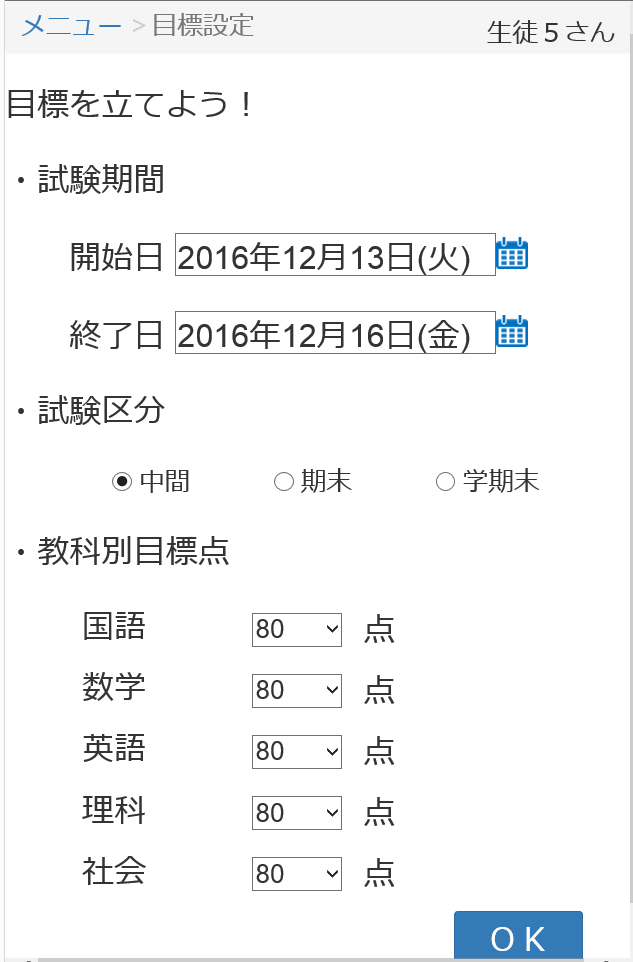 メニュー > 目標設定
生徒５さん
目標を立てよう！
・試験期間
開始日 2016年12月13日(火)
終了日 2016年12月16日(金)
・試験区分
中間 期末 学期末
・教科別目標点
国語 80 点
数学 80 点
英語 80 点
理科 80 点
社会 80 点
ＯＫ